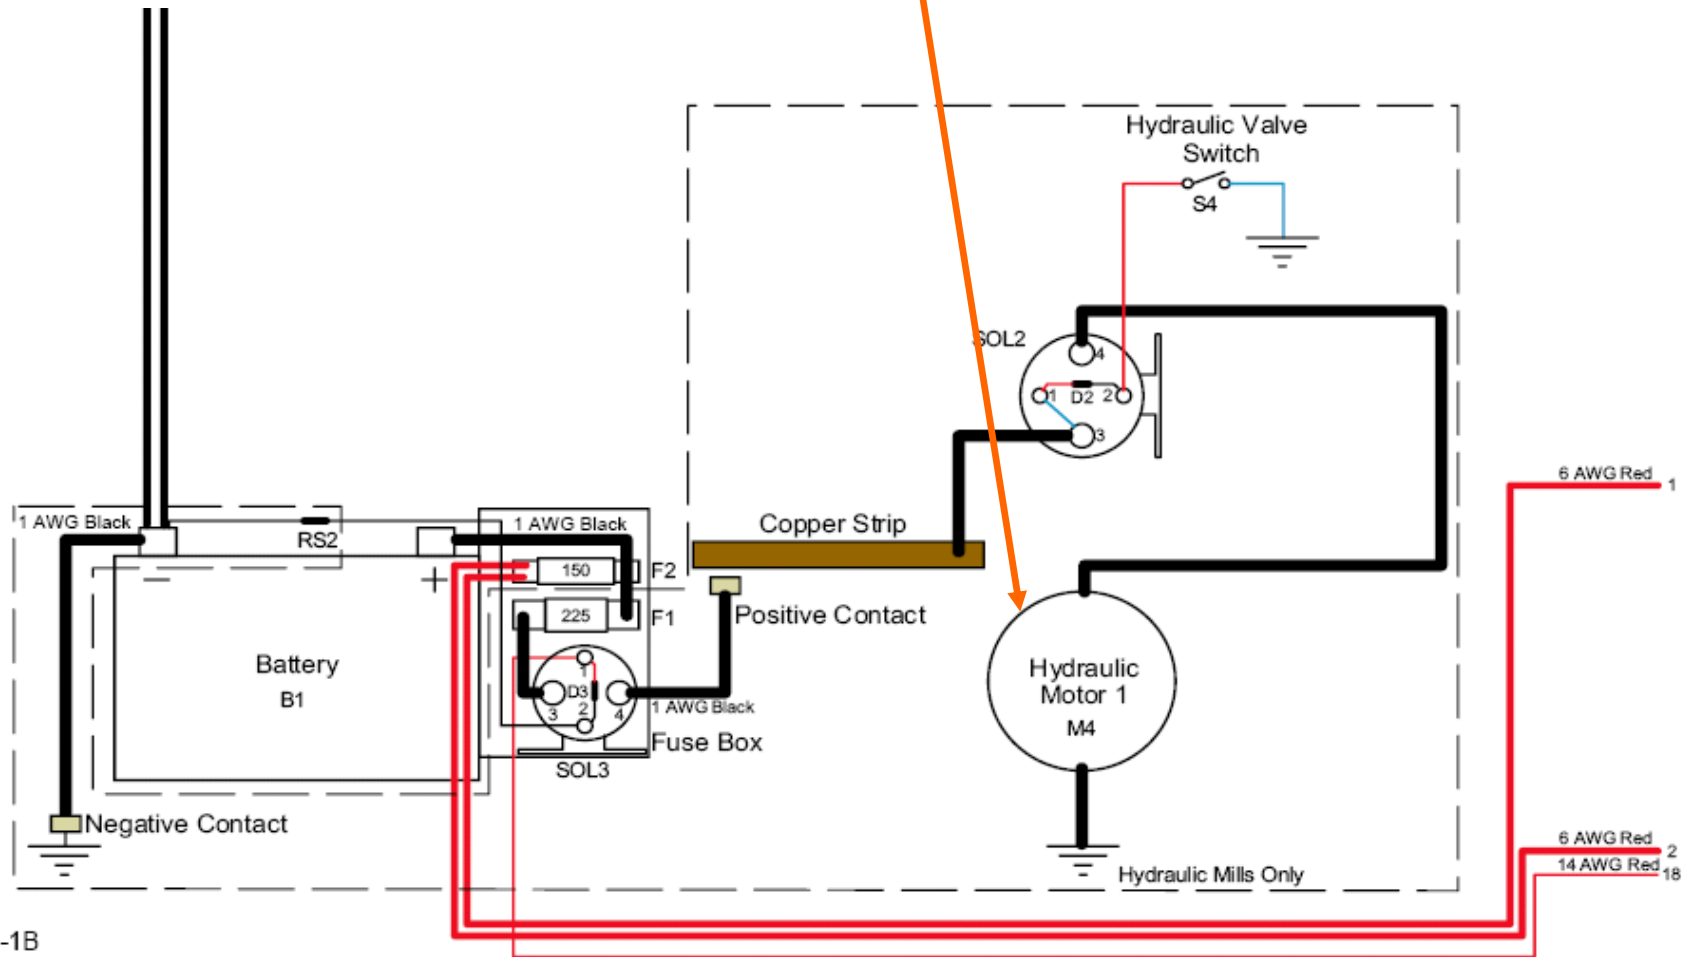 Hydraulic Valve
Switch
S4
SOL2
4
1
D2
2
3
6 AWG Red
1
1 AWG Black
RS2
1 AWG Black
Copper Strip
150
F2
225
F1
Positive Contact
Battery
B1
1
D3
2
3
4
1 AWG Black
Fuse Box
SOL3
Hydraulic
Motor 1
M4
Negative Contact
6 AWG Red
2
14 AWG Red
18
Hydraulic Mills Only
-1B